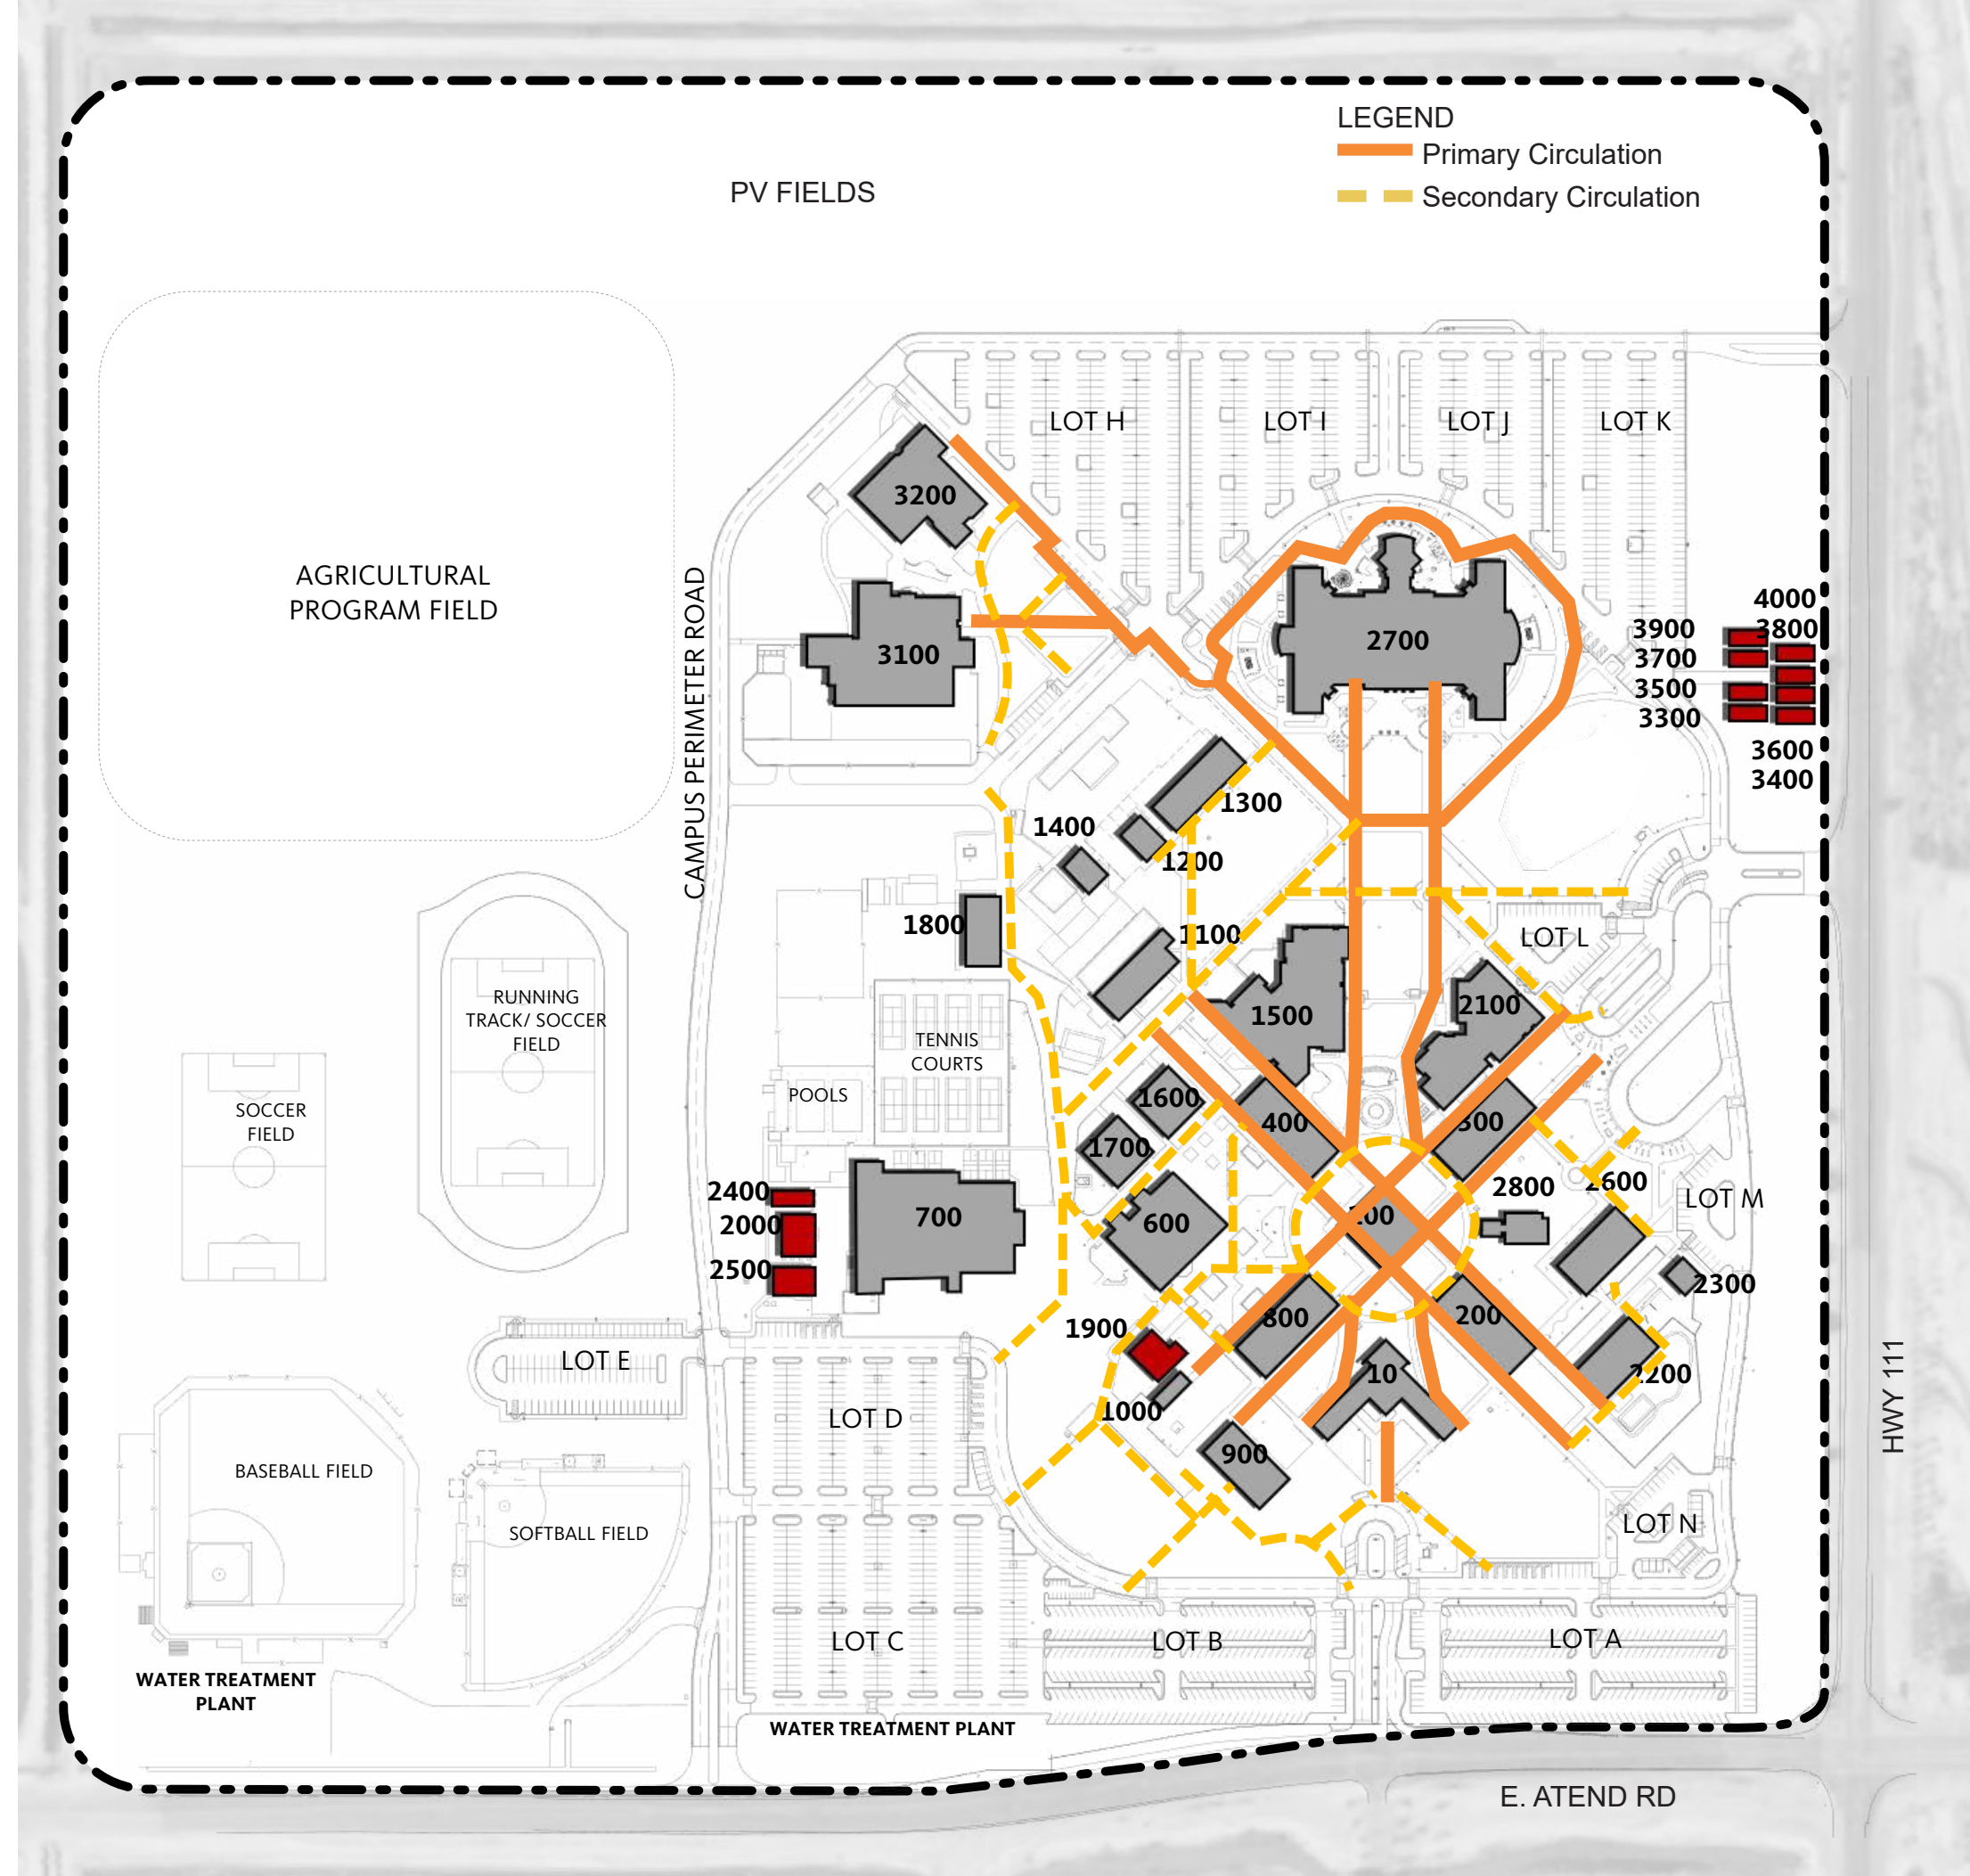 LEGEND
Primary Circulation
Secondary Circulation
PV FIELDS
LOT H
LOT I
LOT J
LOT K
3200
AGRICULTURAL
PROGRAM FIELD
CAMPUS PERIMETER ROAD
3100
2700
4000
3900
3800
3700
3500
3300
3600
3400
1300
1400
1200
1800
1100
LOT L
RUNNING
TRACK/ SOCCER
FIELD
1500
2100
TENNIS
COURTS
POOLS
SOCCER
FIELD
1600
400
300
1700
2400
2000
2500
700
600
100
2800
2600
LOT M
2300
1900
800
200
LOT E
10
2200
HWY 111
LOT D
1000
900
BASEBALL FIELD
SOFTBALL FIELD
LOT N
LOT C
LOT B
LOT A
WATER TREATMENT
PLANT
WATER TREATMENT PLANT
E. ATEND RD